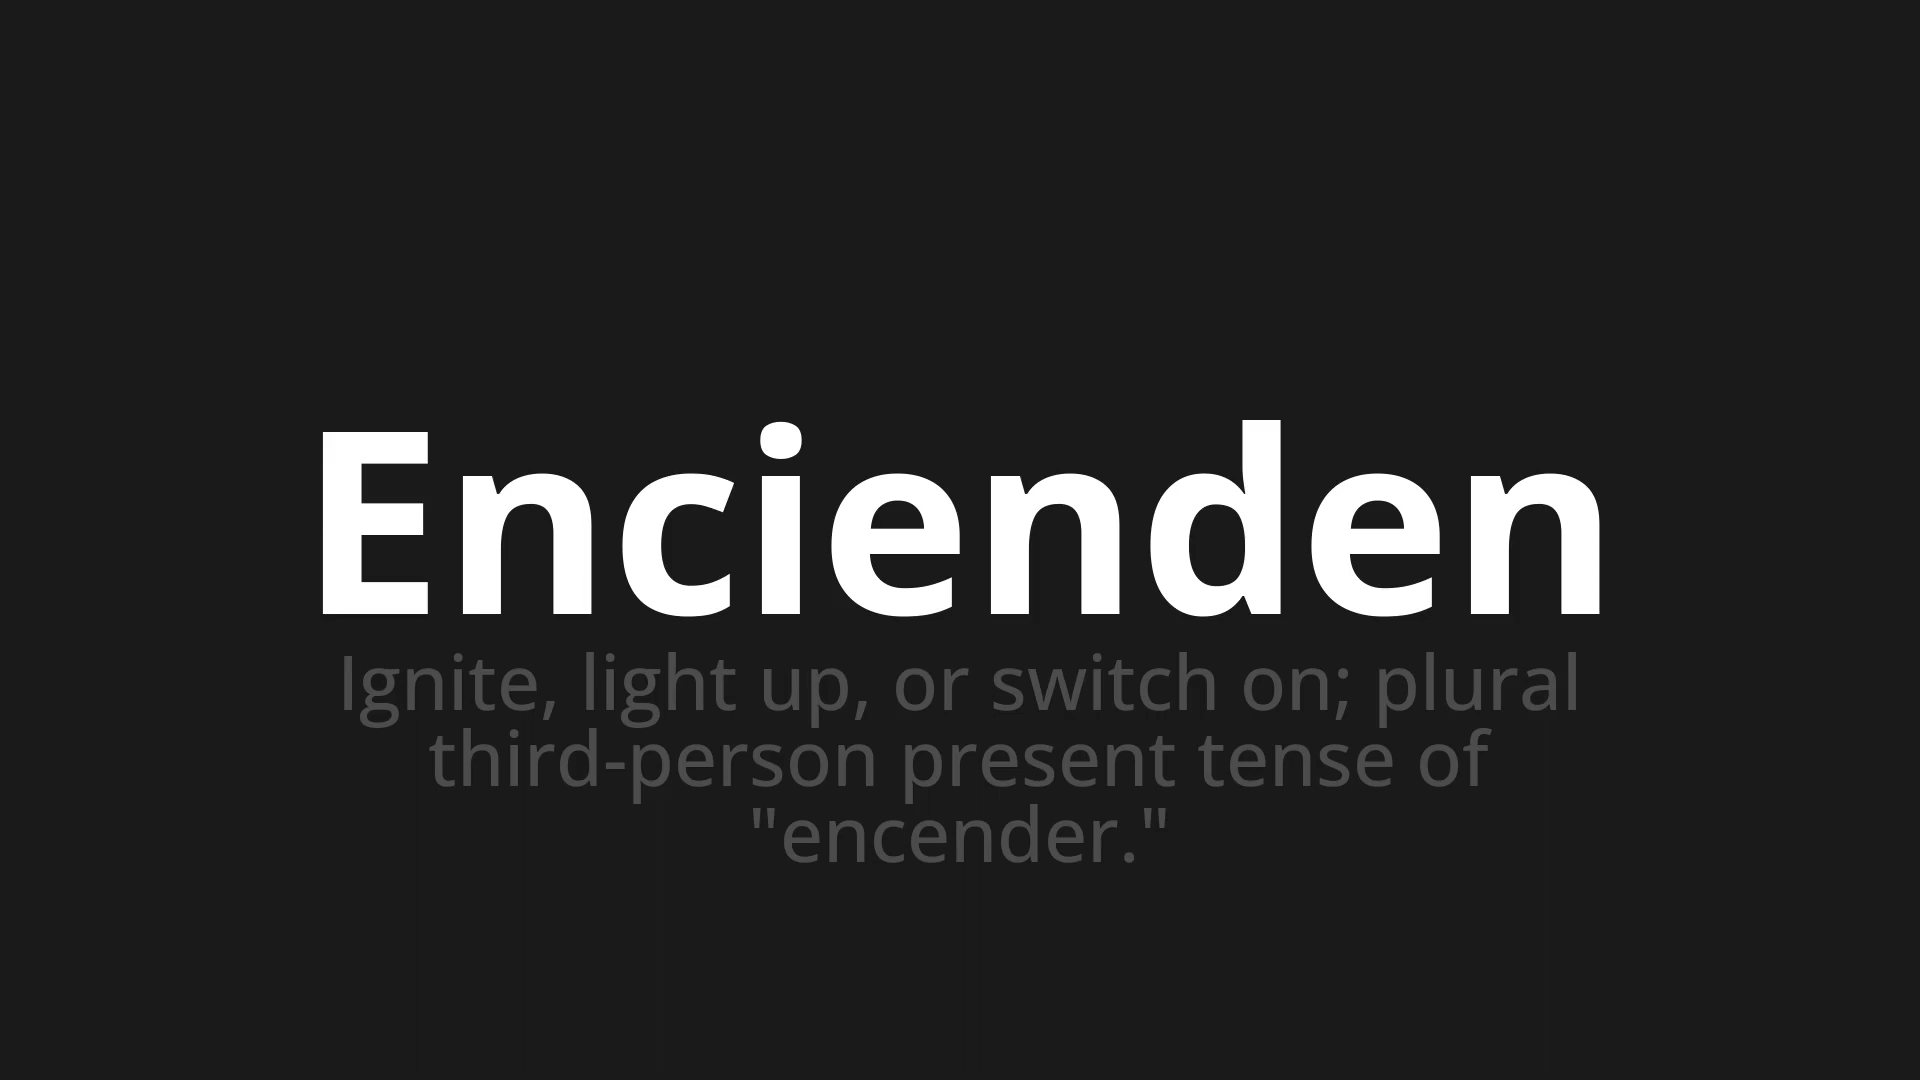 Encienden
Ignite, light up, or switch on; plural
third-person present tense of
"encender."